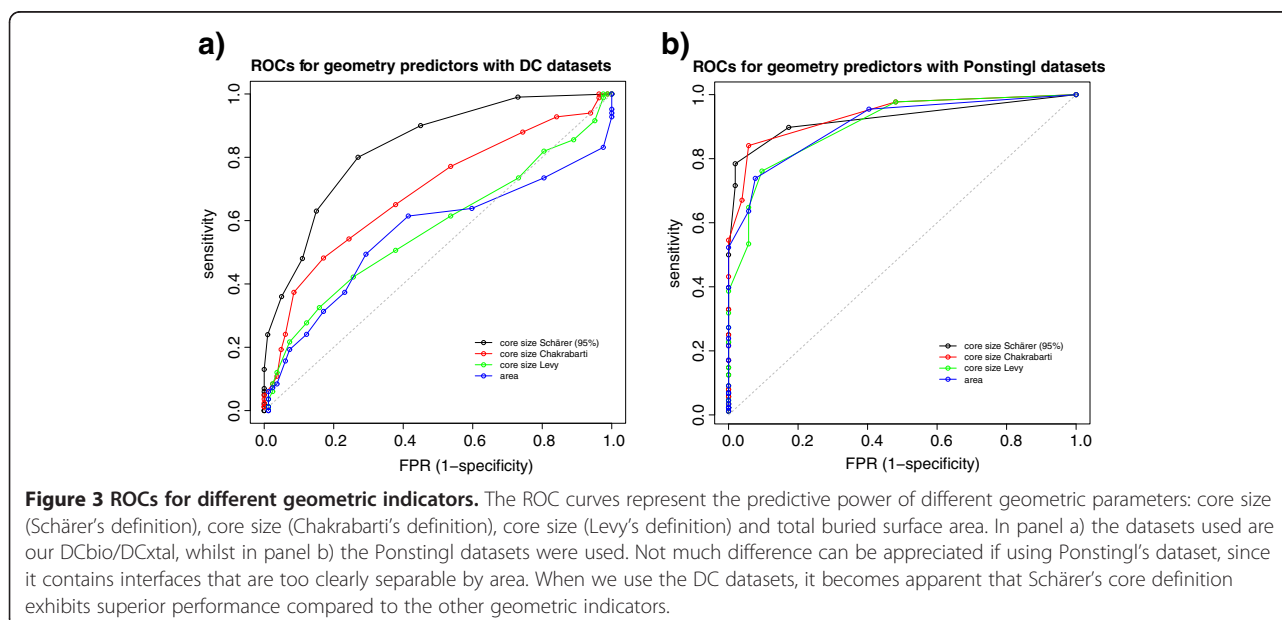 a)
ROCs for geometry predictors with DC datasets
1.0
0.8
0.6
0.4
0.2
0.0
sensitivity
core size Schärer (95%)
core size Chakrabarti
core size Levy
area
0.0 0.2 0.4 0.6 0.8 1.0
FPR (1−specificity)
b)
ROCs for geometry predictors with Ponstingl datasets
1.0
0.8
0.6
0.4
0.2
0.0
sensitivity
core size Schärer (95%)
core size Chakrabarti
core size Levy
area
0.0 0.2 0.4 0.6 0.8 1.0
FPR (1−specificity)
Figure 3 ROCs for different geometric indicators. The ROC curves represent the predictive power of different geometric parameters: core size
(Schärer's definition), core size (Chakrabarti's definition), core size (Levy's definition) and total buried surface area. In panel a) the datasets used are
our DCbio/DCxtal, whilst in panel b) the Ponstingl datasets were used. Not much difference can be appreciated if using Ponstingl's dataset, since
it contains interfaces that are too clearly separable by area. When we use the DC datasets, it becomes apparent that Schärer's core definition
exhibits superior performance compared to the other geometric indicators.